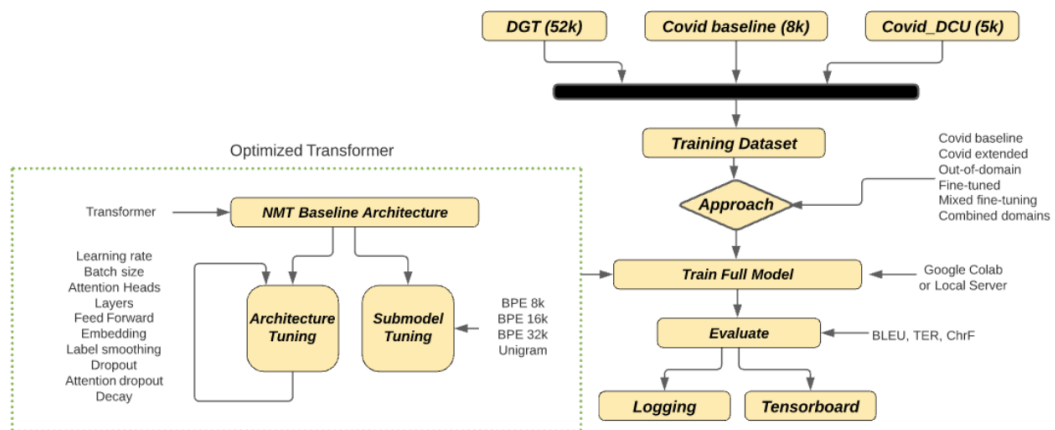 DGT (52k)
Covid baseline (8k)
Covid_DCU (5k)
Training Dataset
Approach
Covid baseline
Covid extended
Out-of-domain
Fine-tuned
Mixed fine-tuning
Combined domains
Train Full Model
Google Colab
or Local Server
Evaluate
BLEU, TER, ChrF
Logging
Tensorboard
Optimized Transformer
Transformer
NMT Baseline Architecture
Learning rate
Batch size
Attention Heads
Layers
Feed Forward
Embedding
Label smoothing
Dropout
Attention dropout
Decay
Architecture
Tuning
Submodel
Tuning
BPE 8k
BPE 16k
BPE 32k
Unigram